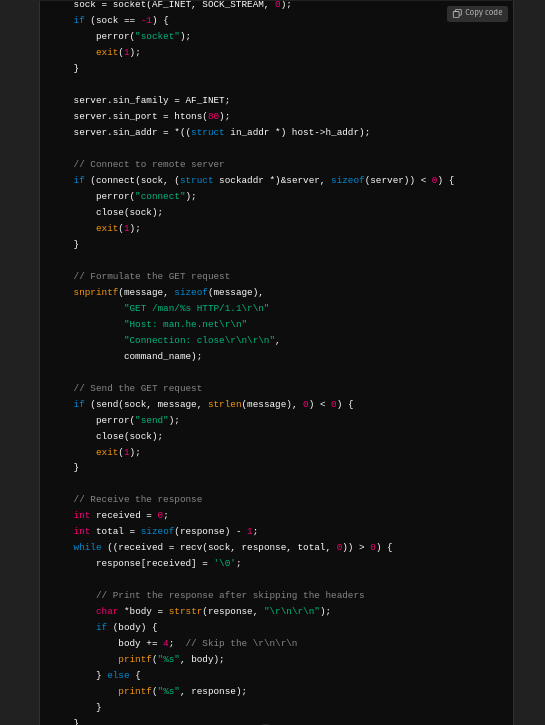 sock = socket(AF_INET, SOCK_STREAM, 0);
Copy code
if (sock == -1) {
perror("socket");
exit(1);
}
server.sin_family = AF_INET;
server.sin_port = htons(80);
server.sin_addr = *((struct in_addr *) host->h_addr);
// Connect to remote server
if (connect(sock, (struct sockaddr *)&server, sizeof(server)) < 0) {
perror("connect");
close(sock);
exit(1);
}
// Formulate the GET request
snprintf(message, sizeof(message),
"GET /man/%s HTTP/1.1\r\n"
"Host: man.he.net\r\n"
"Connection: close\r\n\r\n",
command_name);
// Send the GET request
if (send(sock, message, strlen(message), 0) < 0) {
perror("send");
close(sock);
exit(1);
}
// Receive the response
int received = 0;
int total = sizeof(response) - 1;
while ((received = recv(sock, response, total, 0)) > 0) {
response[received] = '\0';
// Print the response after skipping the headers
char *body = strstr(response, "\r\n\r\n");
if (body) {
body += 4;  // Skip the \r\n\r\n
printf("%s", body);
} else {
printf("%s", response);
}
}